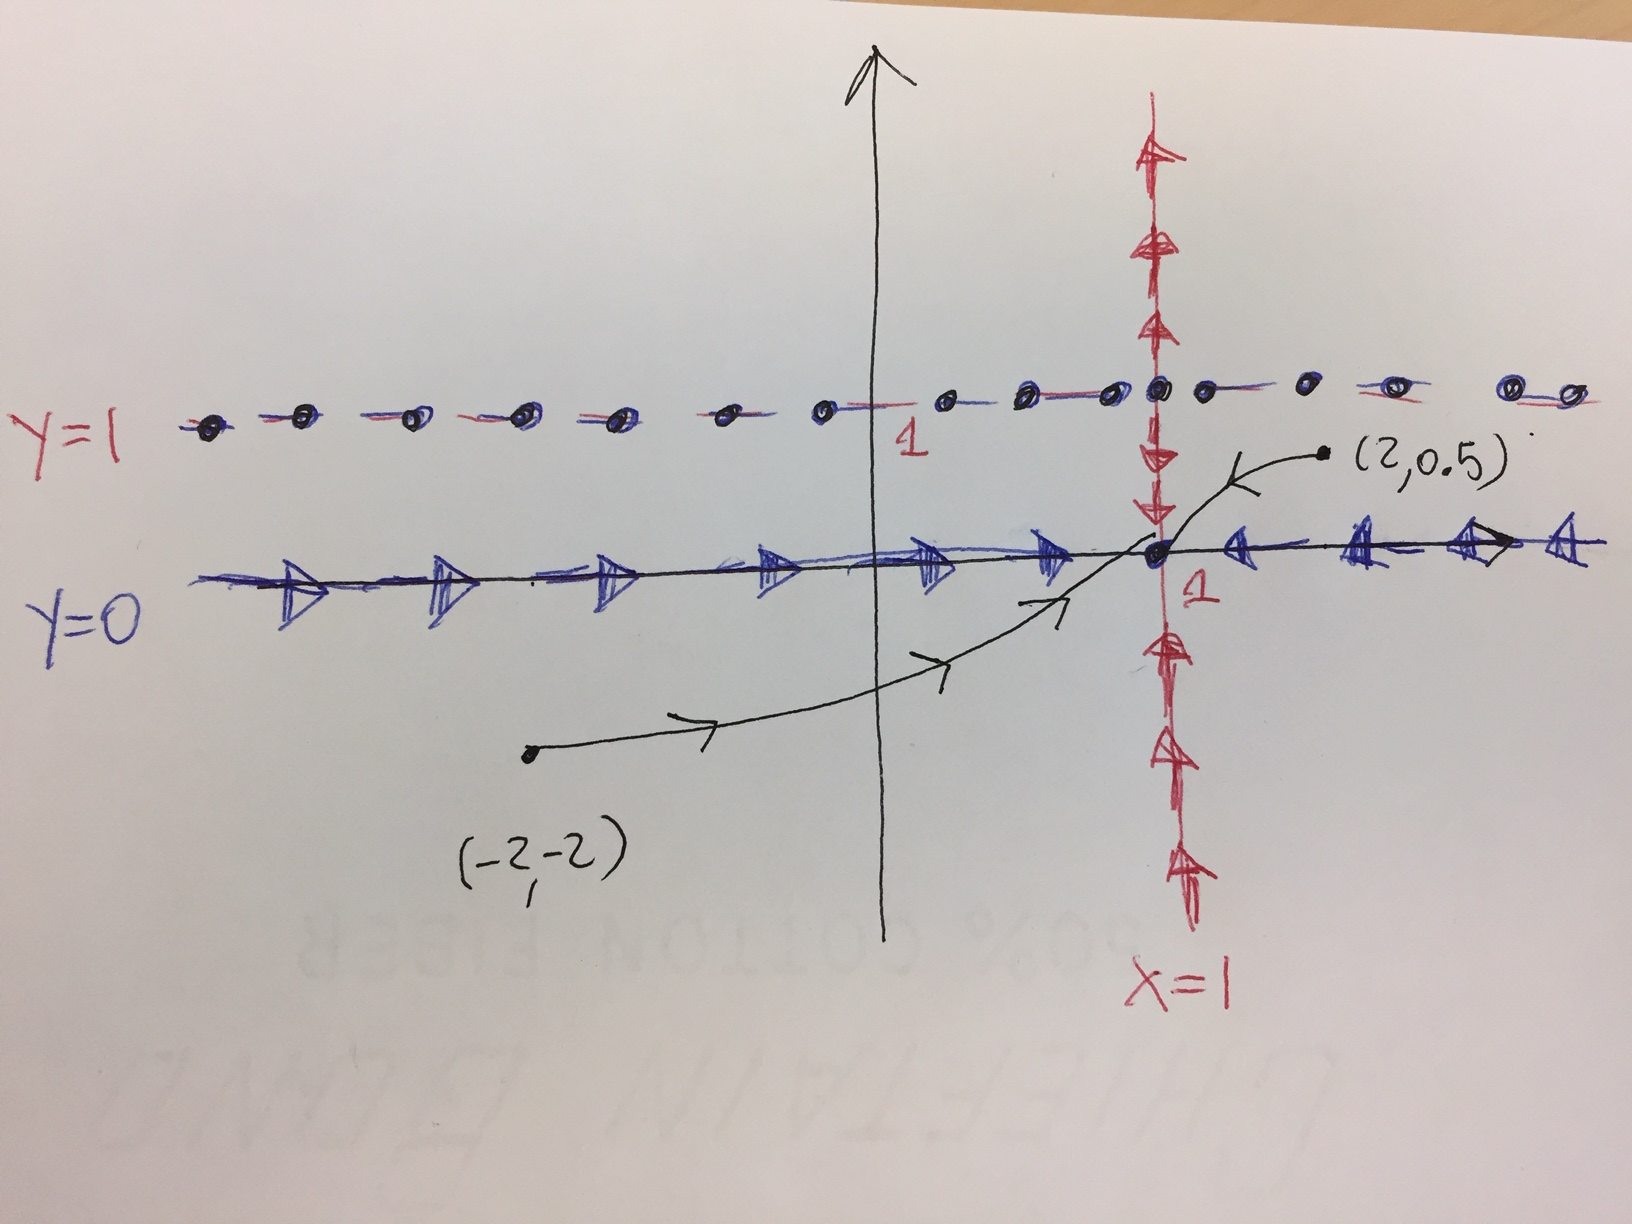 y=1
1
(2,0.5)
y=0
1
(-2,-2)
x=1